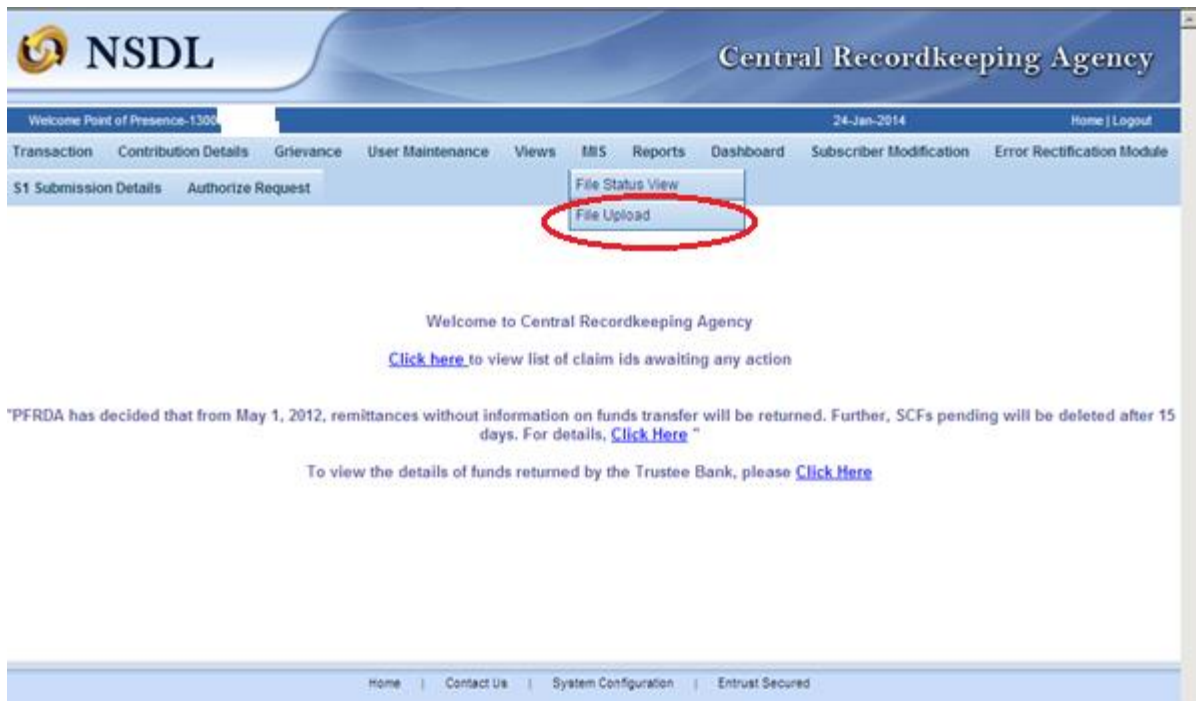 NSDL
Central Recordkeeping Agency
Welcome Point of Presence-1300
24-Jan-2014
Home | Logout
Transaction Contribution Details Grievance User Maintenance Views MIS Reports Dashboard Subscriber Modification Error Rectification Module
S1 Submission Details Authorize Request
File Status View
File Upload
Welcome to Central Recordkeeping Agency
Click here to view list of claim ids awaiting any action
"PFRDA has decided that from May 1, 2012, remittances without information on funds transfer will be returned. Further, SCFs pending will be deleted after 15
days. For details, Click Here "
To view the details of funds returned by the Trustee Bank, please Click Here
Home | Contact Us | System Configuration | Entrust Secured